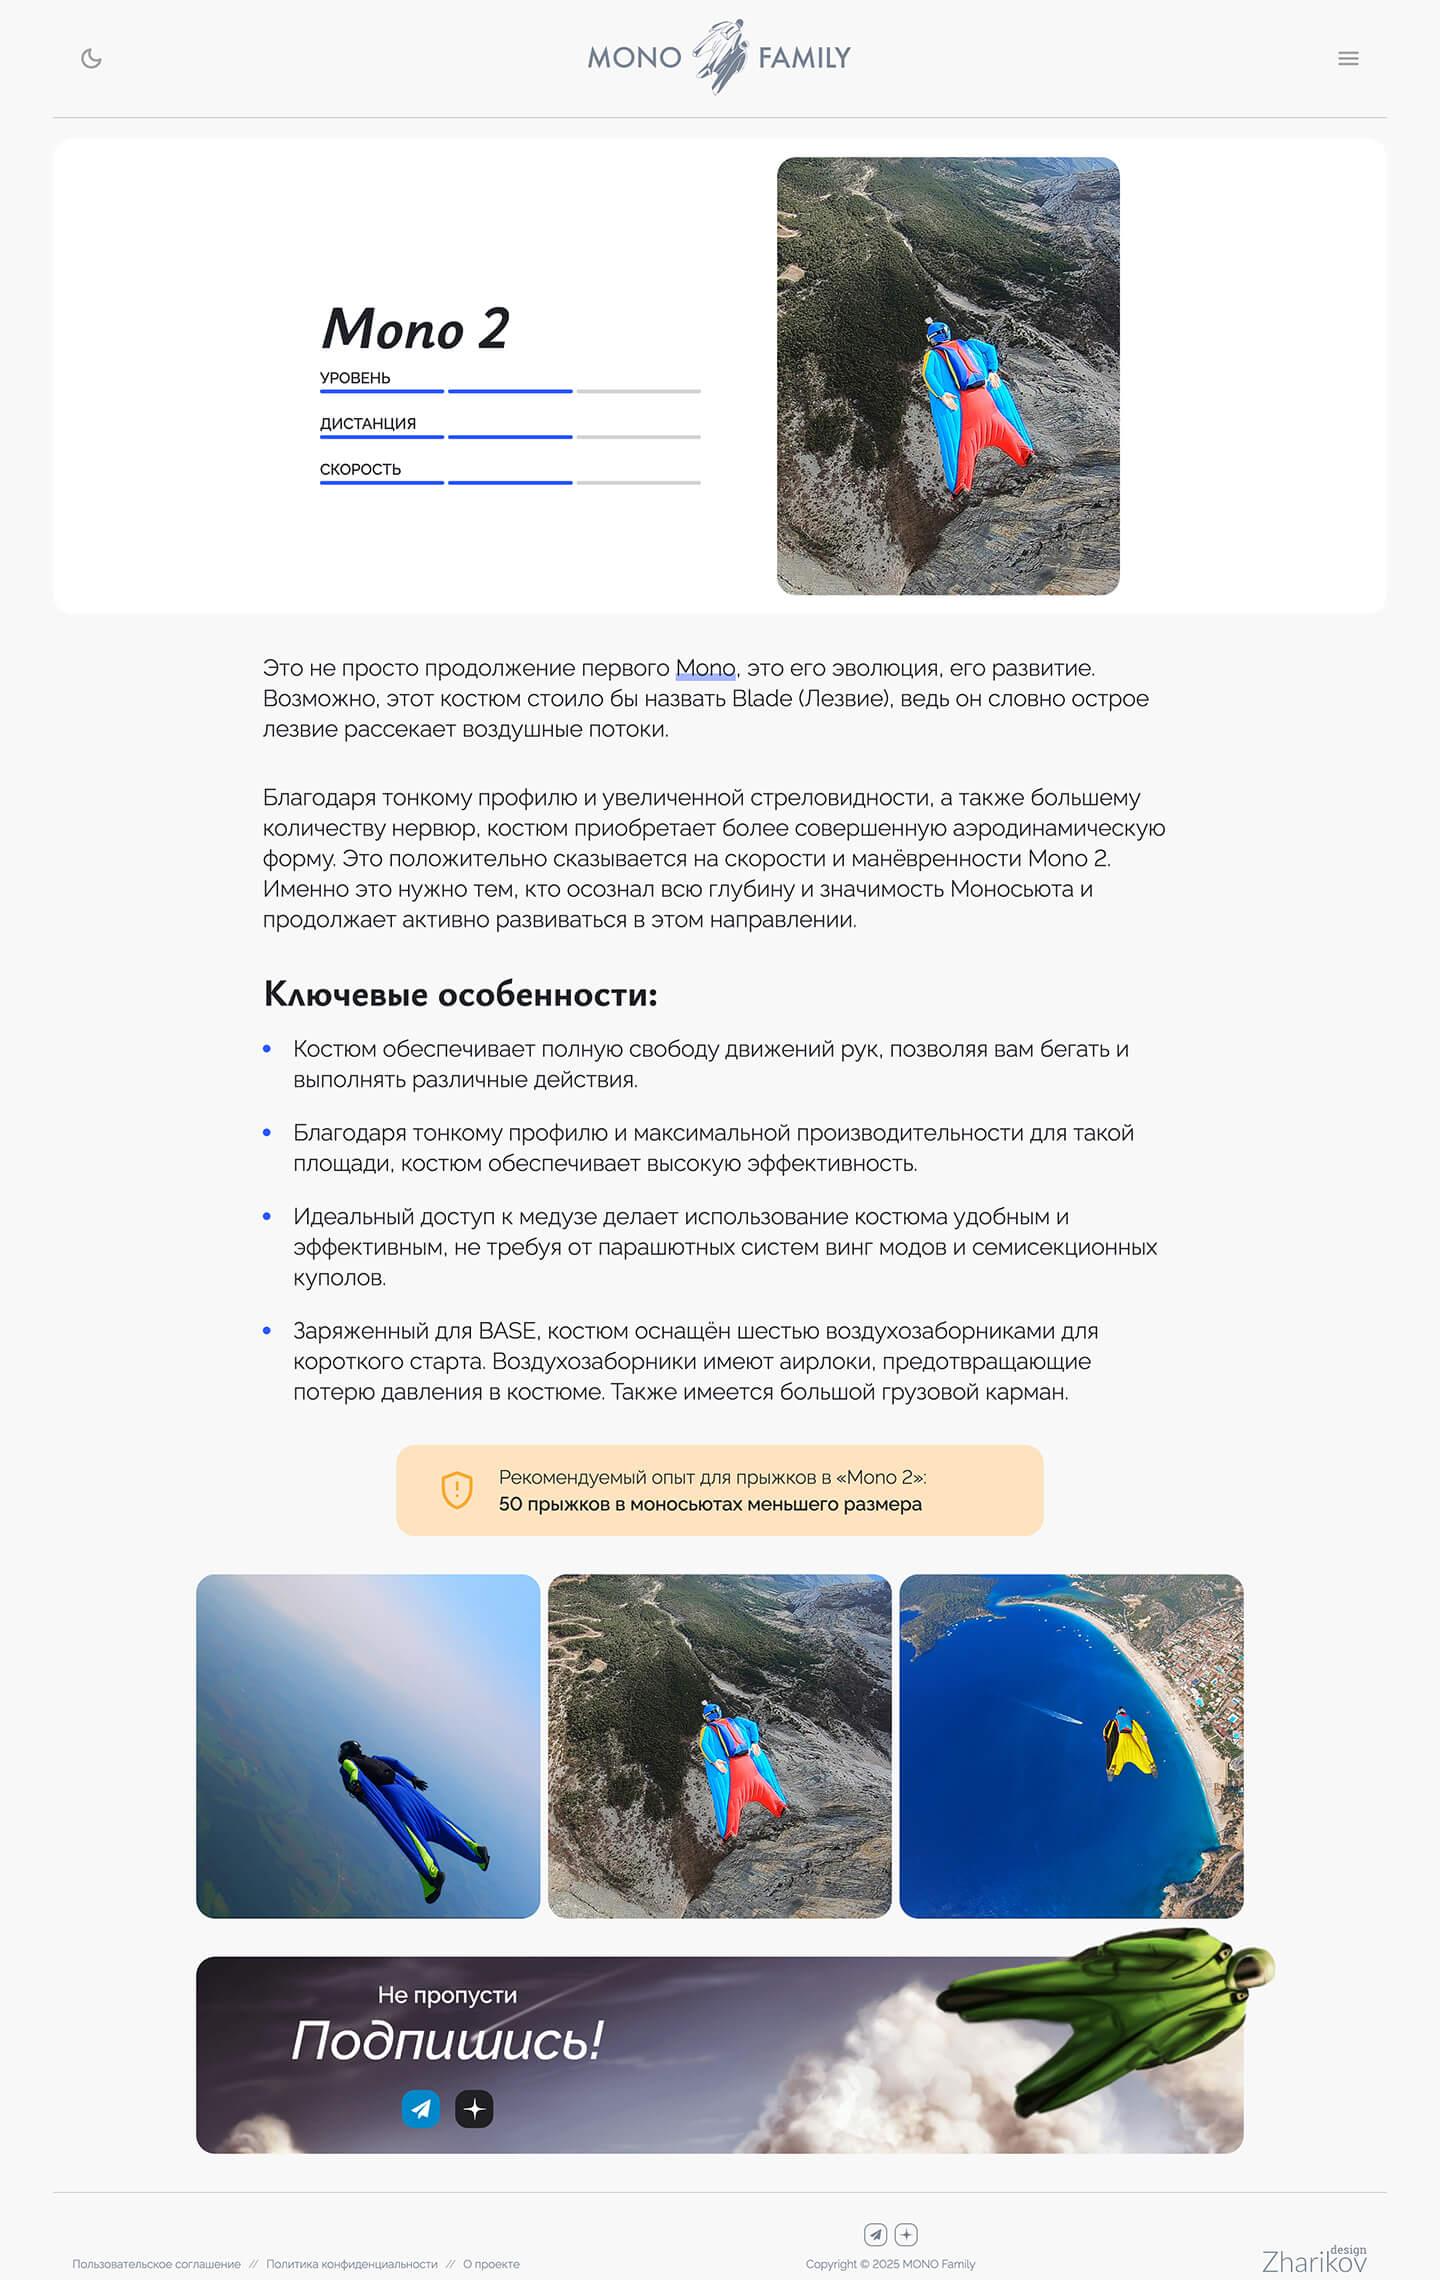 MONO FAMILY
Mono 2
УРОВЕНЬ
ДИСТАНЦИЯ
СКОРОСТЬ
Это не просто продолжение первого Mono, это его эволюция, его развитие.
Возможно, этот костюм стоило бы назвать Blade (Лезвие), ведь он словно острое
лезвие рассекает воздушные потоки.
Благодаря тонкому профилю и увеличенной стреловидности, а также большему
количеству нервюр, костюм приобретает более совершенную аэродинамическую
форму. Это положительно сказывается на скорости и манёвренности Mono 2.
Именно это нужно тем, кто осознал всю глубину и значимость Моносьюта и
продолжает активно развиваться в этом направлении.
Ключевые особенности:
Костюм обеспечивает полную свободу движений рук, позволяя вам бегать и
выполнять различные действия.
Благодаря тонкому профилю и максимальной производительности для такой
площади, костюм обеспечивает высокую эффективность.
Идеальный доступ к медузе делает использование костюма удобным и
эффективным, не требуя от парашютных систем винг модов и семисекционных
куполов.
Заряженный для BASE, костюм оснащён шестью воздухозаборниками для
короткого старта. Воздухозаборники имеют аирлоки, предотвращающие
потерю давления в костюме. Также имеется большой грузовой карман.
Рекомендуемый опыт для прыжков в «Mono 2»:
50 прыжков в моносьютах меньшего размера
Не пропусти
Подпишись!
Пользовательское соглашение // Политика конфиденциальности // О проекте
Copyright © 2025 MONO Family
design
Zharikov